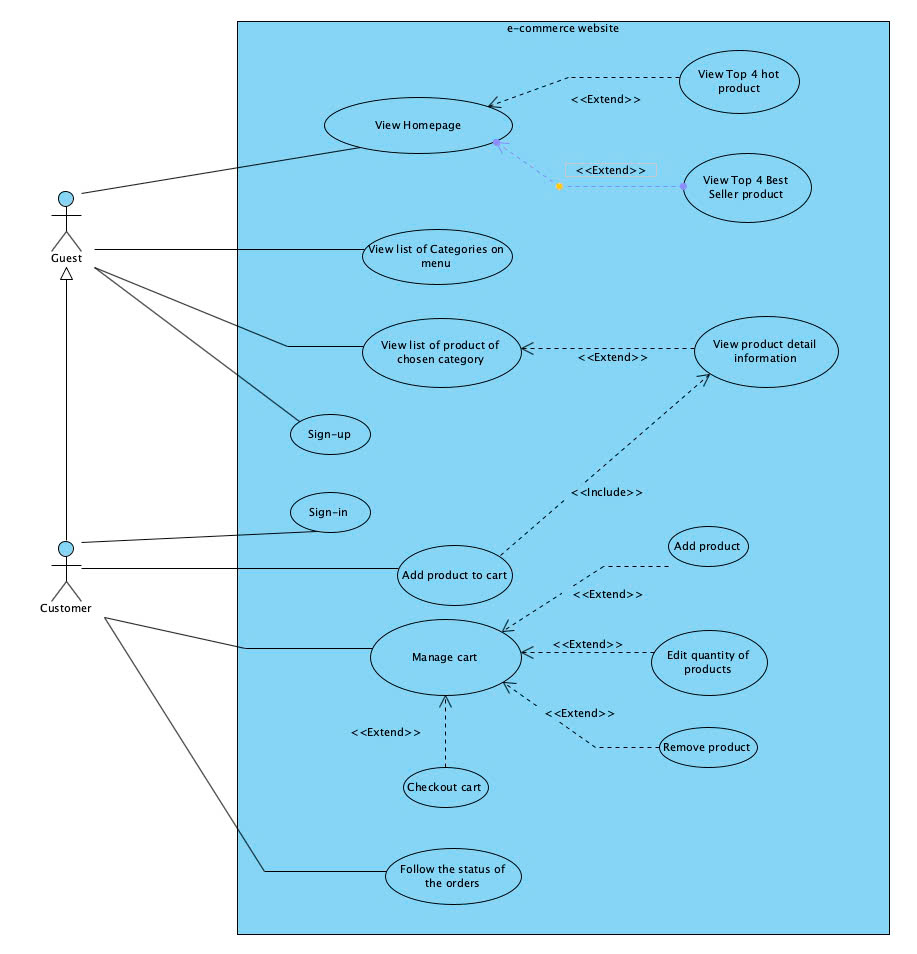 e-commerce website
View Top 4 hot
product
<<Extend>>
View Homepage
<<Extend>>
View Top 4 Best
Seller product
Guest
View list of Categories on
menu
View list of product of
chosen category
<<Extend>>
View product detail
information
Sign-up
<<Include>>
Sign-in
Add product to cart
Add product
<<Extend>>
Customer
Manage cart
<<Extend>>
Edit quantity of
products
<<Extend>>
<<Extend>>
Remove product
Checkout cart
Follow the status of
the orders